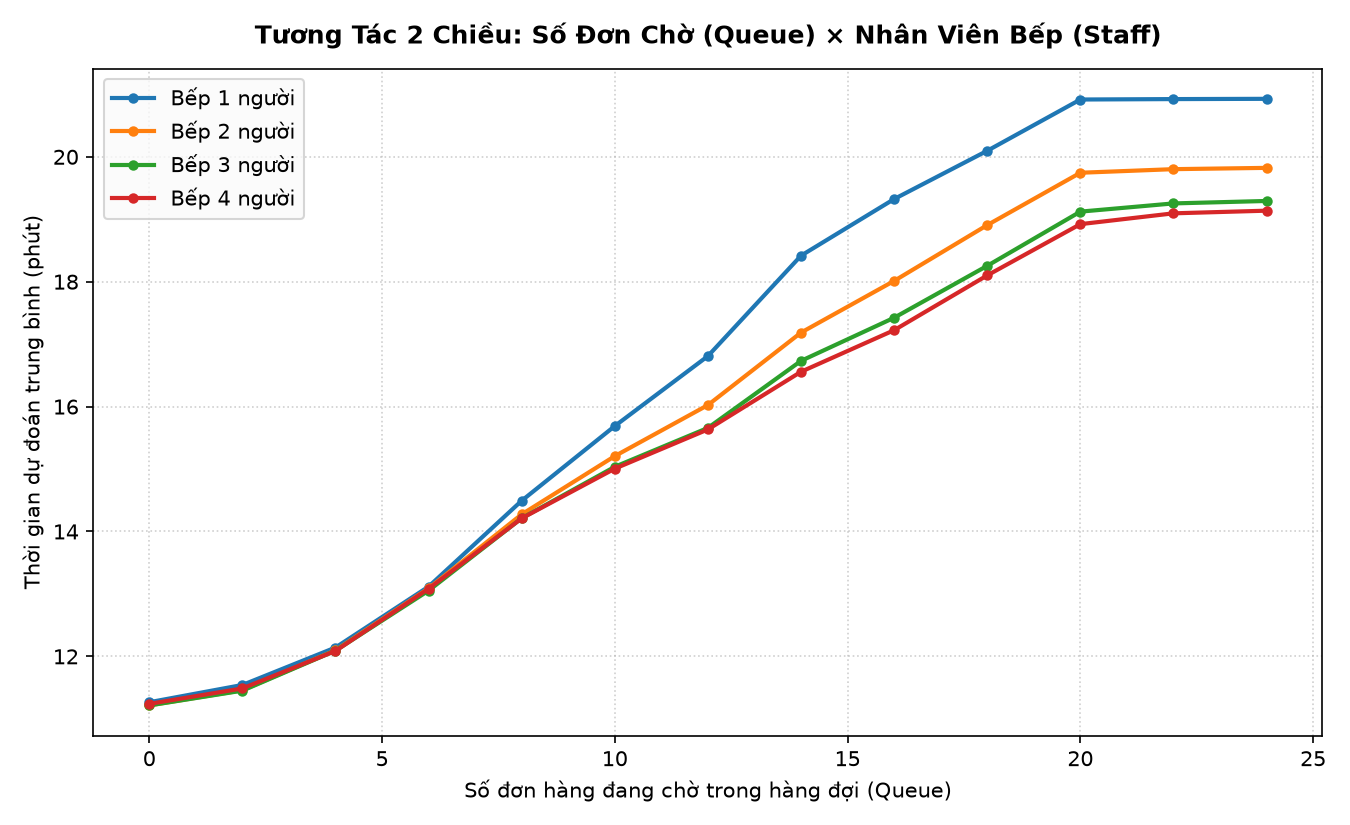 Tương Tác 2 Chiều: Số Đơn Chờ (Queue) × Nhân Viên Bếp (Staff)
Bếp 1 người
Bếp 2 người
Bếp 3 người
Bếp 4 người
Thời gian dự đoán trung bình (phút)
20
18
16
14
12
0
5
10
15
20
25
Số đơn hàng đang chờ trong hàng đợi (Queue)